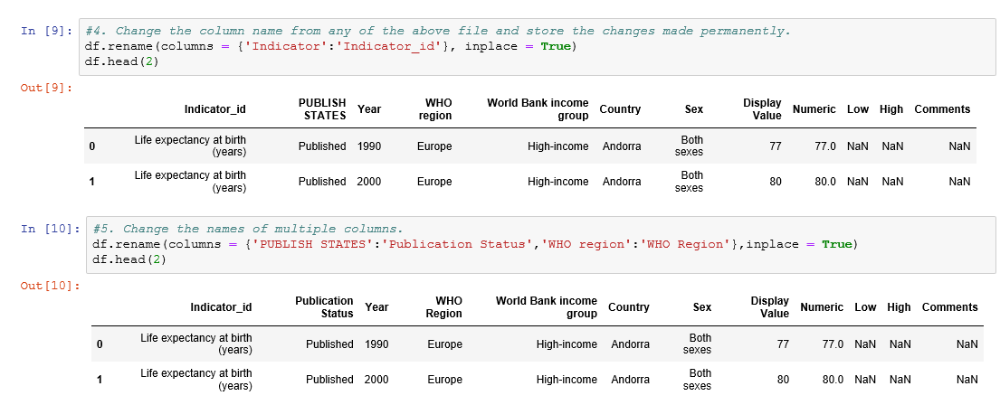 In [9]: #4. Change the column name from any of the above file and store the changes made permanently.
df.rename(columns = {'Indicator':'Indicator_id'}, inplace = True)
df.head(2)
Out[9]:
Indicator_id PUBLISH STATES Year WHO region World Bank income group Country Sex Display Value Numeric Low High Comments
0 Life expectancy at birth (years) Published 1990 Europe High-income Andorra Both sexes 77 77.0 NaN NaN NaN
1 Life expectancy at birth (years) Published 2000 Europe High-income Andorra Both sexes 80 80.0 NaN NaN NaN
In [10]: #5. Change the names of multiple columns.
df.rename(columns = {'PUBLISH STATES':'Publication Status','WHO region':'WHO Region'},inplace = True)
df.head(2)
Out[10]:
Indicator_id Publication Status Year WHO Region World Bank income group Country Sex Display Value Numeric Low High Comments
0 Life expectancy at birth (years) Published 1990 Europe High-income Andorra Both sexes 77 77.0 NaN NaN NaN
1 Life expectancy at birth (years) Published 2000 Europe High-income Andorra Both sexes 80 80.0 NaN NaN NaN